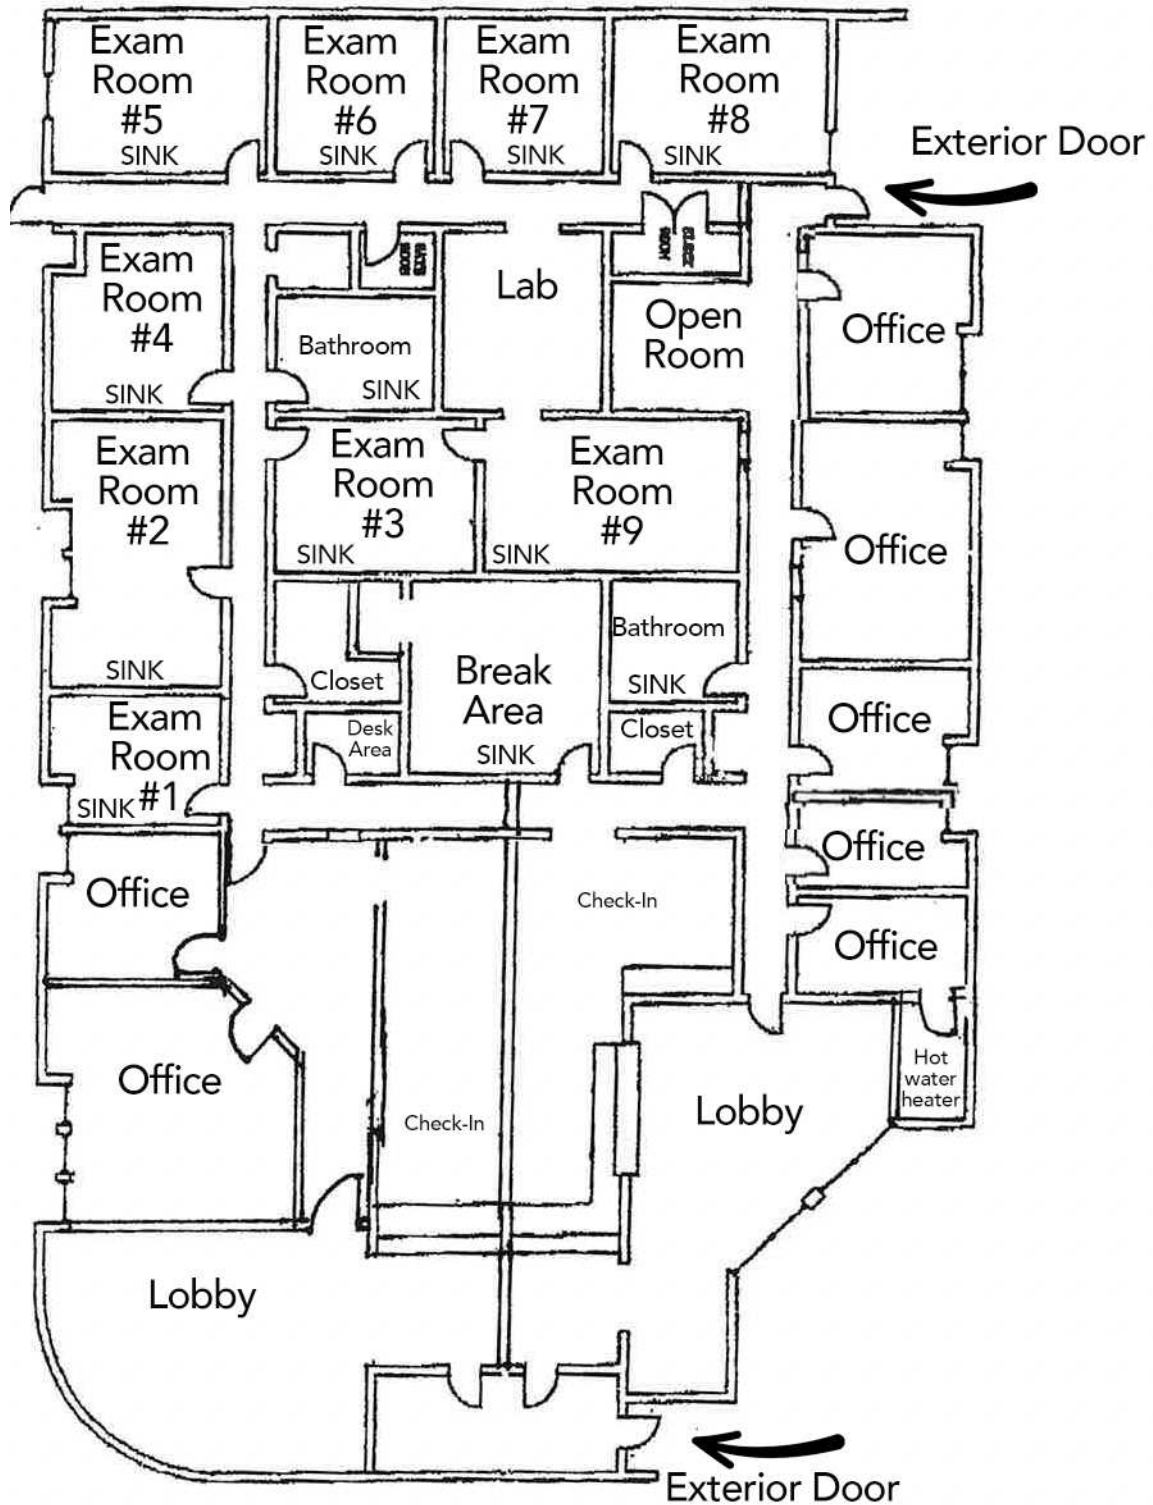 Exam
Room
#5
SINK
Exam
Room
#6
SINK
Exam
Room
#7
SINK
Exam
Room
#8
SINK
Exterior Door
Exam
Room
#4
SINK
Bathroom
SINK
Lab
Open
Room
Office
Exam
Room
#2
SINK
Exam
Room
#3
SINK
Exam
Room
#9
SINK
Office
Closet
Break
Area
SINK
Bathroom
SINK
Office
Exam
Room
#1
SINK
Desk
Area
Closet
Office
Office
Check-In
Office
Office
Check-In
Lobby
Hot
water
heater
Lobby
Exterior Door